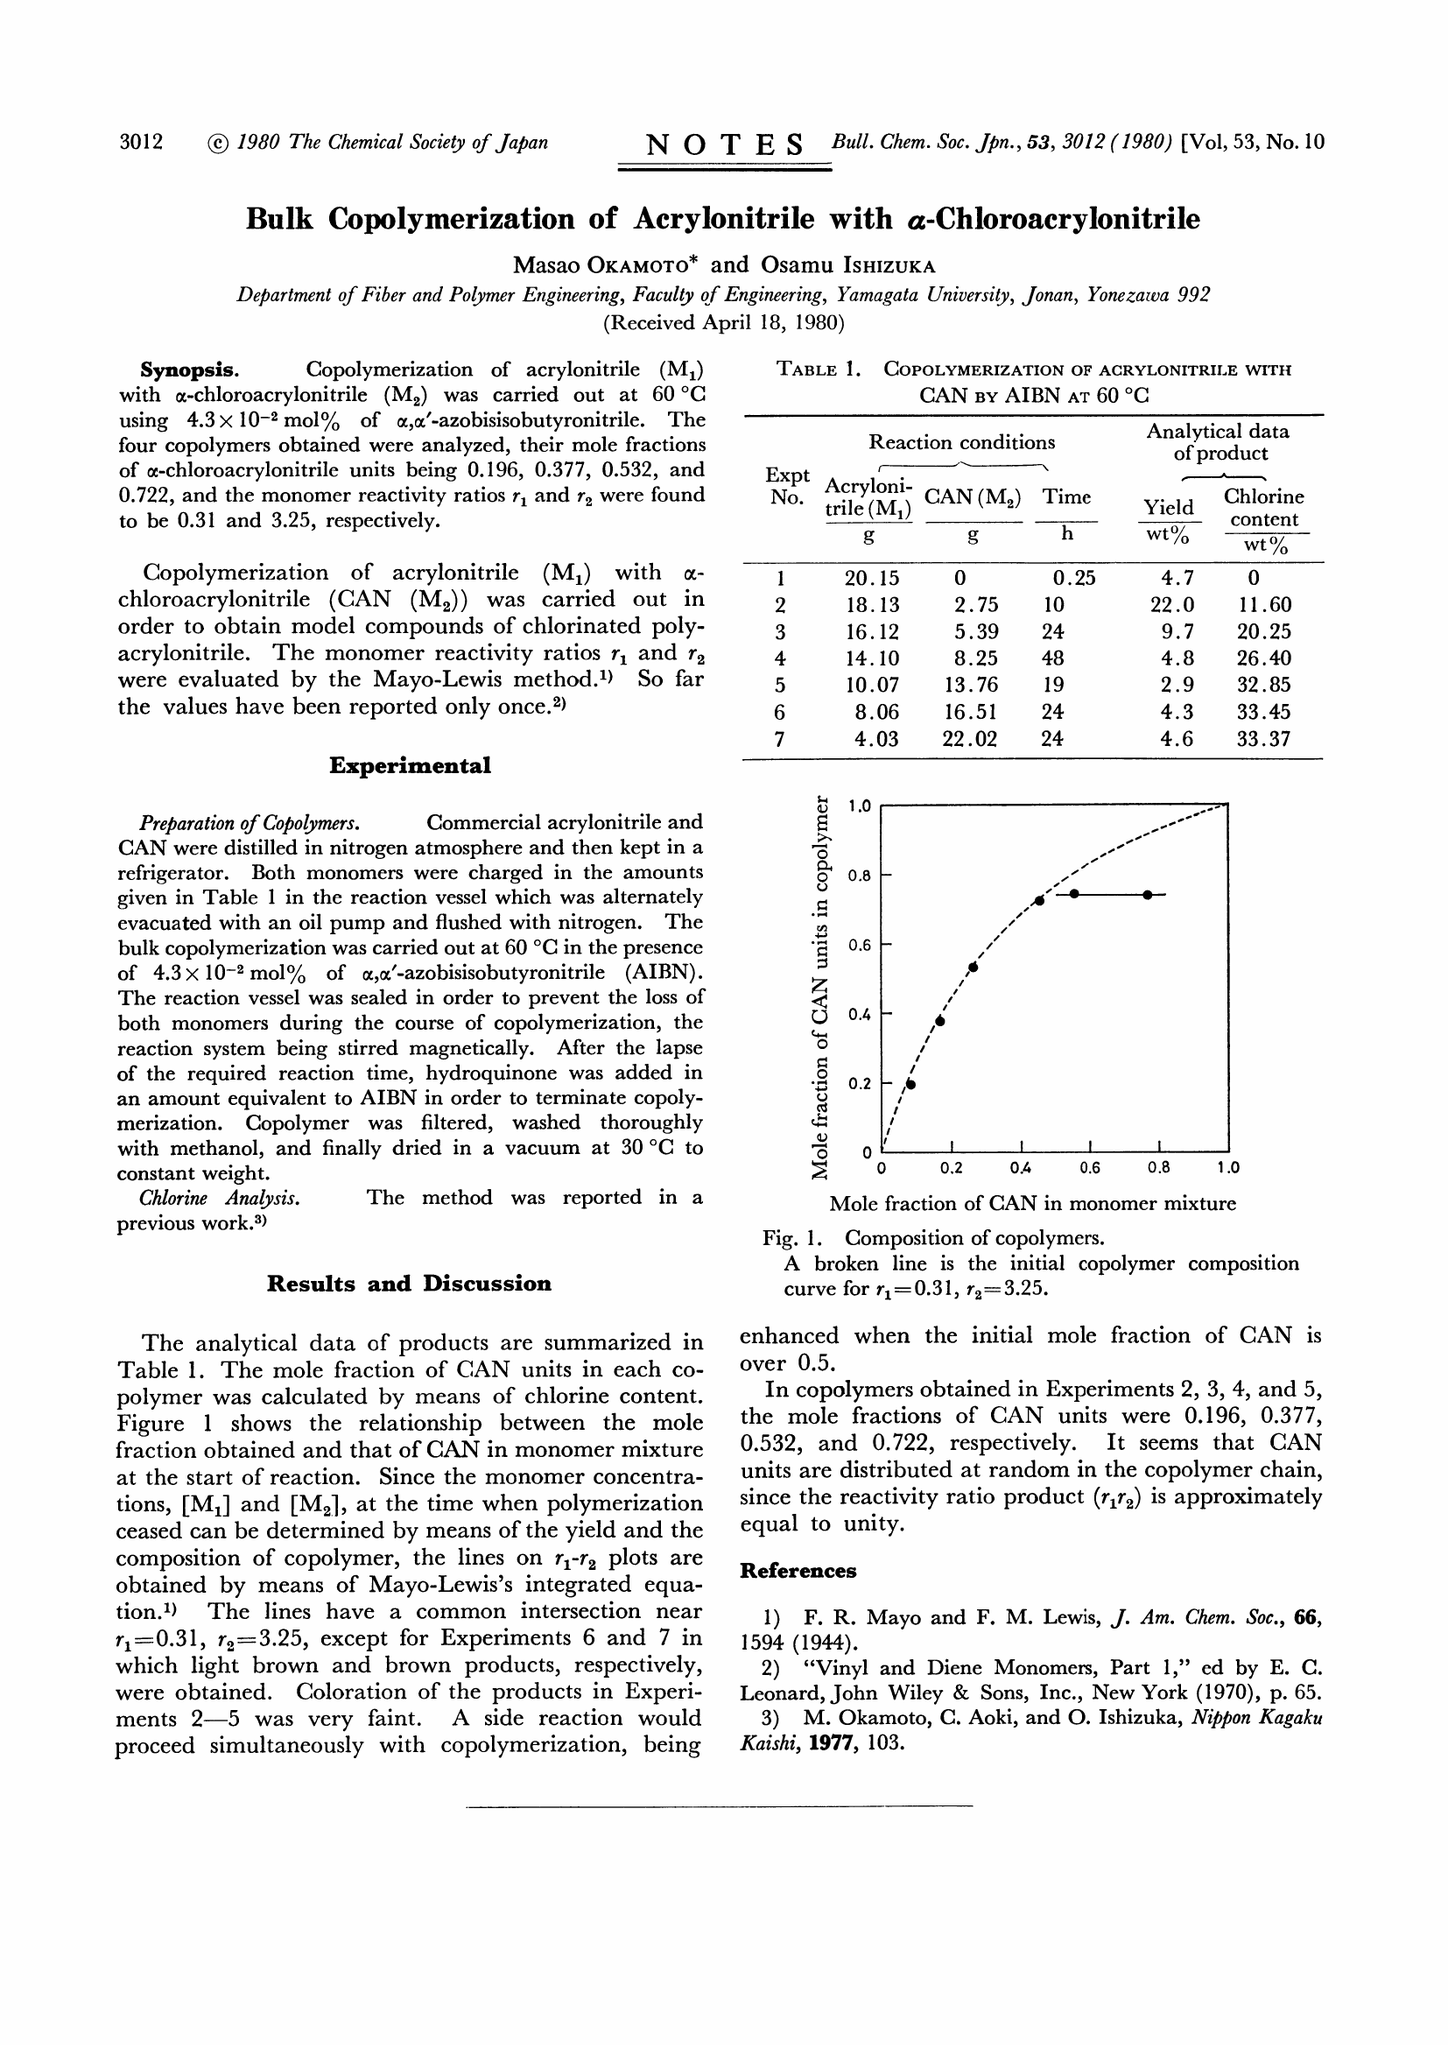 3012 © 1980 The Chemical Society of Japan NOTES Bull. Chem. Soc. Jpn., 53, 3012 (1980) [Vol, 53, No. 10
Bulk Copolymerization of Acrylonitrile with α-Chloroacrylonitrile
Masao OKAMOTO* and Osamu ISHIZUKA
Department of Fiber and Polymer Engineering, Faculty of Engineering, Yamagata University, Jonan, Yonezawa 992
(Received April 18, 1980)
Synopsis. Copolymerization of acrylonitrile (M₁)
with α-chloroacrylonitrile (M₂) was carried out at 60 °C
using 4.3×10⁻² mol% of α,α′-azobisisobutyronitrile. The
four copolymers obtained were analyzed, their mole fractions
of α-chloroacrylonitrile units being 0.196, 0.377, 0.532, and
0.722, and the monomer reactivity ratios r₁ and r₂ were found
to be 0.31 and 3.25, respectively.
Copolymerization of acrylonitrile (M₁) with α-
chloroacrylonitrile (CAN (M₂)) was carried out in
order to obtain model compounds of chlorinated poly-
acrylonitrile. The monomer reactivity ratios r₁ and r₂
were evaluated by the Mayo-Lewis method.¹⁾ So far
the values have been reported only once.²⁾
Experimental
Preparation of Copolymers. Commercial acrylonitrile and
CAN were distilled in nitrogen atmosphere and then kept in a
refrigerator. Both monomers were charged in the amounts
given in Table 1 in the reaction vessel which was alternately
evacuated with an oil pump and flushed with nitrogen. The
bulk copolymerization was carried out at 60 °C in the presence
of 4.3×10⁻² mol% of α,α′-azobisisobutyronitrile (AIBN).
The reaction vessel was sealed in order to prevent the loss of
both monomers during the course of copolymerization, the
reaction system being stirred magnetically. After the lapse
of the required reaction time, hydroquinone was added in
an amount equivalent to AIBN in order to terminate copoly-
merization. Copolymer was filtered, washed thoroughly
with methanol, and finally dried in a vacuum at 30 °C to
constant weight.
Chlorine Analysis. The method was reported in a
previous work.³⁾
Results and Discussion
The analytical data of products are summarized in
Table 1. The mole fraction of CAN units in each co-
polymer was calculated by means of chlorine content.
Figure 1 shows the relationship between the mole
fraction obtained and that of CAN in monomer mixture
at the start of reaction. Since the monomer concentra-
tions, [M₁] and [M₂], at the time when polymerization
ceased can be determined by means of the yield and the
composition of copolymer, the lines on r₁-r₂ plots are
obtained by means of Mayo-Lewis's integrated equa-
tion.¹⁾ The lines have a common intersection near
r₁=0.31, r₂=3.25, except for Experiments 6 and 7 in
which light brown and brown products, respectively,
were obtained. Coloration of the products in Experi-
ments 2—5 was very faint. A side reaction would
proceed simultaneously with copolymerization, being
TABLE 1. COPOLYMERIZATION OF ACRYLONITRILE WITH
CAN BY AIBN AT 60 °C
Reaction conditions Analytical data
of product
Expt
No. Acryloni-
trile (M₁) CAN (M₂) Time Yield Chlorine
content
g g h wt% wt%
1 20.15 0 0.25 4.7 0
2 18.13 2.75 10 22.0 11.60
3 16.12 5.39 24 9.7 20.25
4 14.10 8.25 48 4.8 26.40
5 10.07 13.76 19 2.9 32.85
6 8.06 16.51 24 4.3 33.45
7 4.03 22.02 24 4.6 33.37
Mole fraction of CAN units in copolymer
1.0
0.8
0.6
0.4
0.2
0
0 0.2 0.4 0.6 0.8 1.0
Mole fraction of CAN in monomer mixture
Fig. 1. Composition of copolymers.
A broken line is the initial copolymer composition
curve for r₁=0.31, r₂=3.25.
enhanced when the initial mole fraction of CAN is
over 0.5.
In copolymers obtained in Experiments 2, 3, 4, and 5,
the mole fractions of CAN units were 0.196, 0.377,
0.532, and 0.722, respectively. It seems that CAN
units are distributed at random in the copolymer chain,
since the reactivity ratio product (r₁r₂) is approximately
equal to unity.
References
1) F. R. Mayo and F. M. Lewis, J. Am. Chem. Soc., 66,
1594 (1944).
2) "Vinyl and Diene Monomers, Part 1," ed by E. C.
Leonard, John Wiley & Sons, Inc., New York (1970), p. 65.
3) M. Okamoto, C. Aoki, and O. Ishizuka, Nippon Kagaku
Kaishi, 1977, 103.